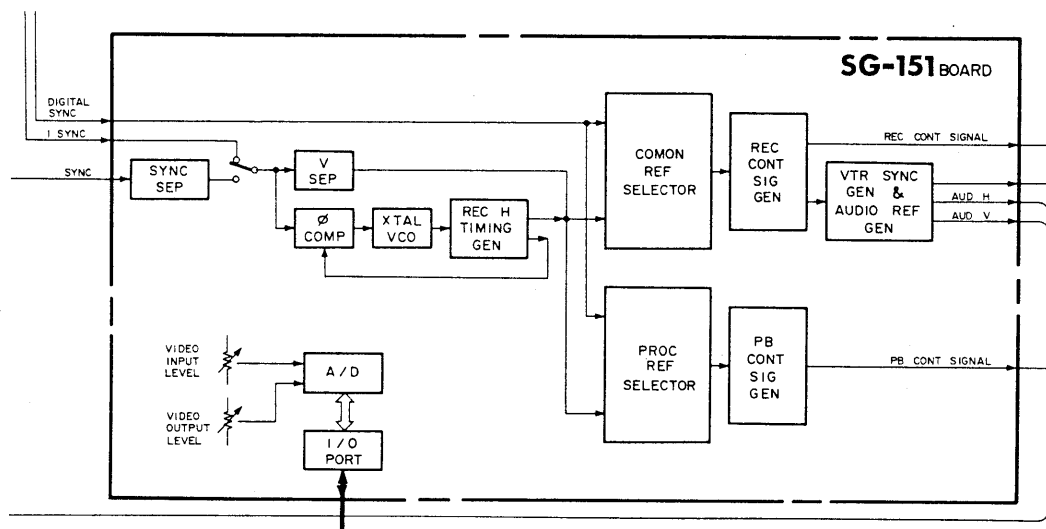 SG-151 BOARD
DIGITAL
SYNC
I SYNC
SYNC
SYNC
SEP
V
SEP
Ø
COMP
XTAL
VCO
REC H
TIMING
GEN
COMON
REF
SELECTOR
REC
CONT
SIG
GEN
REC CONT SIGNAL
VTR SYNC
GEN &
AUDIO REF
GEN
AUD H
AUD V
PROC
REF
SELECTOR
PB
CONT
SIG
GEN
PB CONT SIGNAL
VIDEO
INPUT
LEVEL
A/D
VIDEO
OUTPUT
LEVEL
I/O
PORT